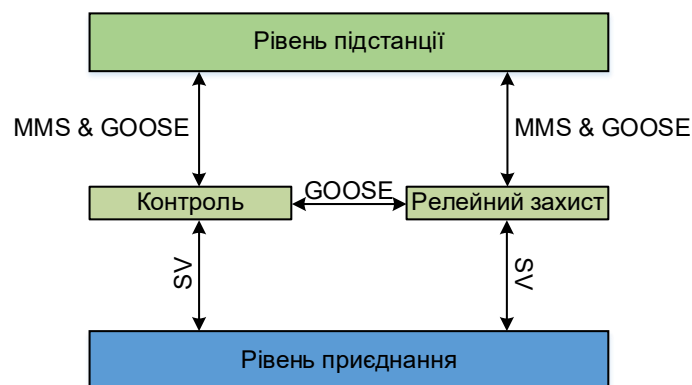 Рівень підстанції
MMS & GOOSE
MMS & GOOSE
Контроль
GOOSE
Релейний захист
SV
SV
Рівень приєднання